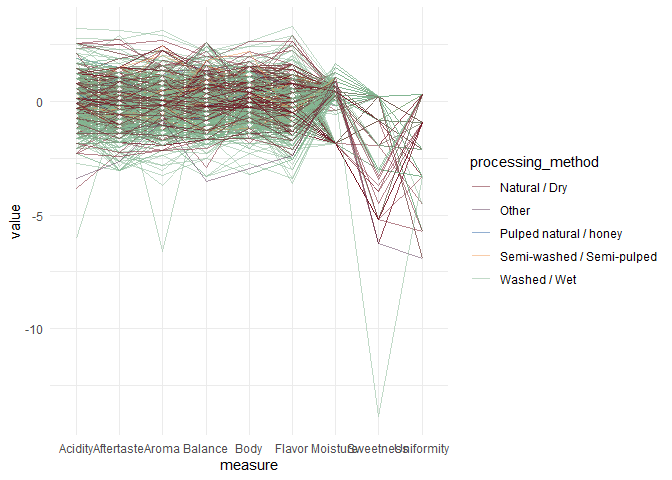 0
-5
-10
value
Acidity Aftertaste Aroma Balance Body Flavor Moisture Sweetness Uniformity
measure
processing_method
Natural / Dry
Other
Pulped natural / honey
Semi-washed / Semi-pulped
Washed / Wet